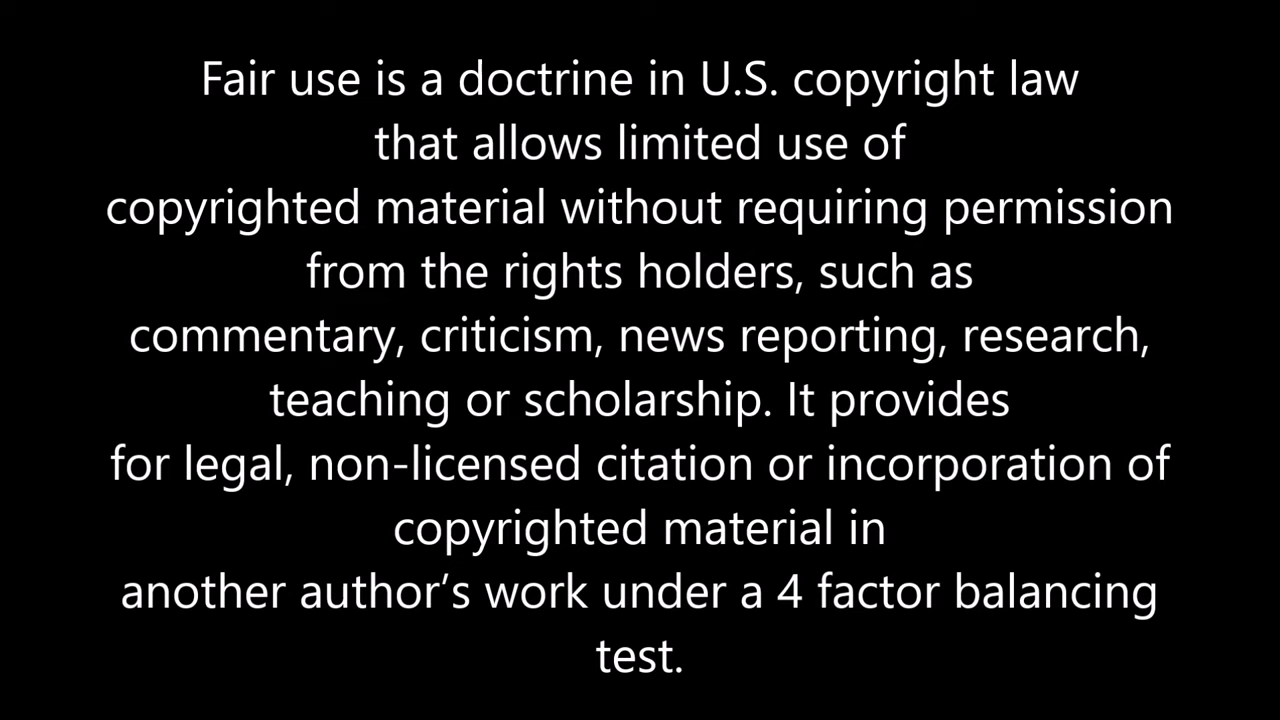 Fair use is a doctrine in U.S. copyright law
that allows limited use of
copyrighted material without requiring permission
from the rights holders, such as
commentary, criticism, news reporting, research,
teaching or scholarship. It provides
for legal, non-licensed citation or incorporation of
copyrighted material in
another author’s work under a 4 factor balancing
test.